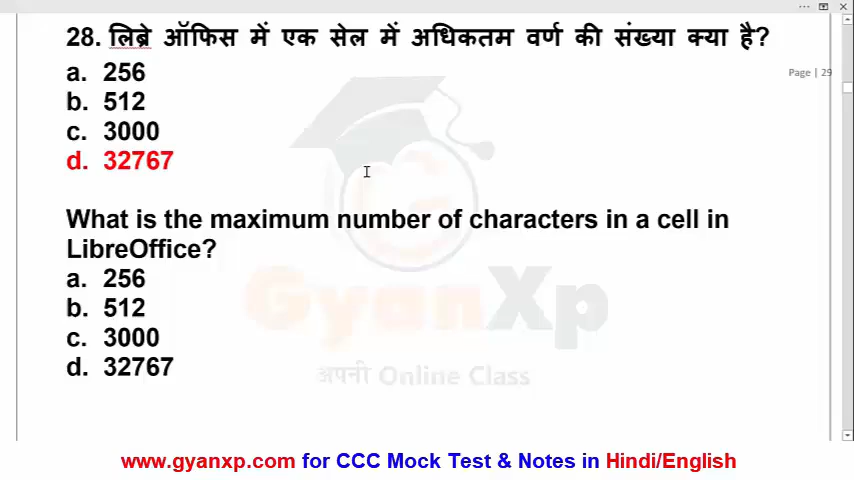 28. लिब्रे ऑफिस में एक सेल में अधिकतम वर्ण की संख्या क्या है?
Page | 29
a. 256
b. 512
c. 3000
d. 32767
What is the maximum number of characters in a cell in
LibreOffice?
a. 256
b. 512
c. 3000
d. 32767
GyanXp
अपनी Online Class
www.gyanxp.com for CCC Mock Test & Notes in Hindi/English